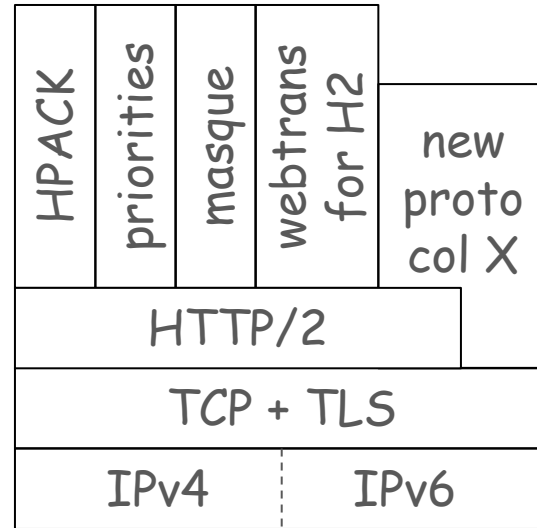 HPACK
priorities
masque
webtrans
for H2
new
proto
col X
HTTP/2
TCP + TLS
IPv4
IPv6